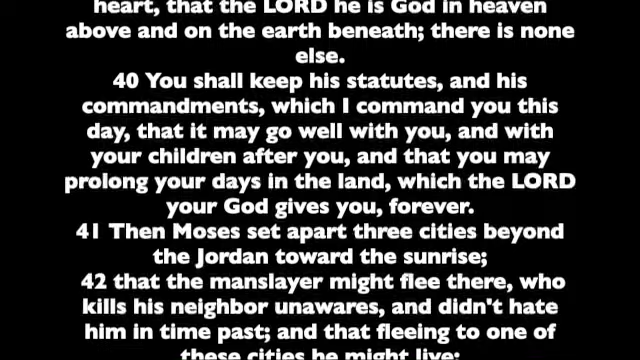 heart, that the LORD he is God in heaven
above and on the earth beneath; there is none
else.
40 You shall keep his statutes, and his
commandments, which I command you this
day, that it may go well with you, and with
your children after you, and that you may
prolong your days in the land, which the LORD
your God gives you, forever.
41 Then Moses set apart three cities beyond
the Jordan toward the sunrise;
42 that the manslayer might flee there, who
kills his neighbor unawares, and didn't hate
him in time past; and that fleeing to one of
these cities he might live: